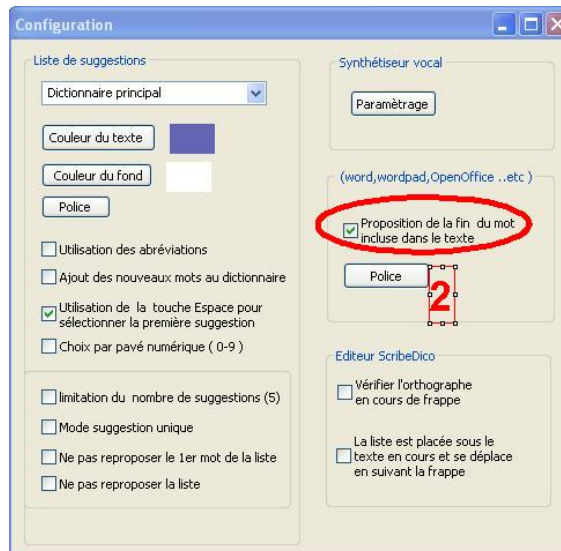 Configuration
Liste de suggestions
Dictionnaire principal
Couleur du texte
Couleur du fond
Police
Utilisation des abréviations
Ajout des nouveaux mots au dictionnaire
Utilisation de la touche Espace pour
sélectionner la première suggestion
Choix par pavé numérique ( 0-9 )
limitation du nombre de suggestions (5)
Mode suggestion unique
Ne pas reproposer le 1er mot de la liste
Ne pas reproposer la liste
Synthétiseur vocal
Paramètrage
(word,wordpad,OpenOffice ..etc )
Proposition de la fin du mot
incluse dans le texte
Police
2
Editeur ScribeDico
Vérifier l'orthographe
en cours de frappe
La liste est placée sous le
texte en cours et se déplace
en suivant la frappe